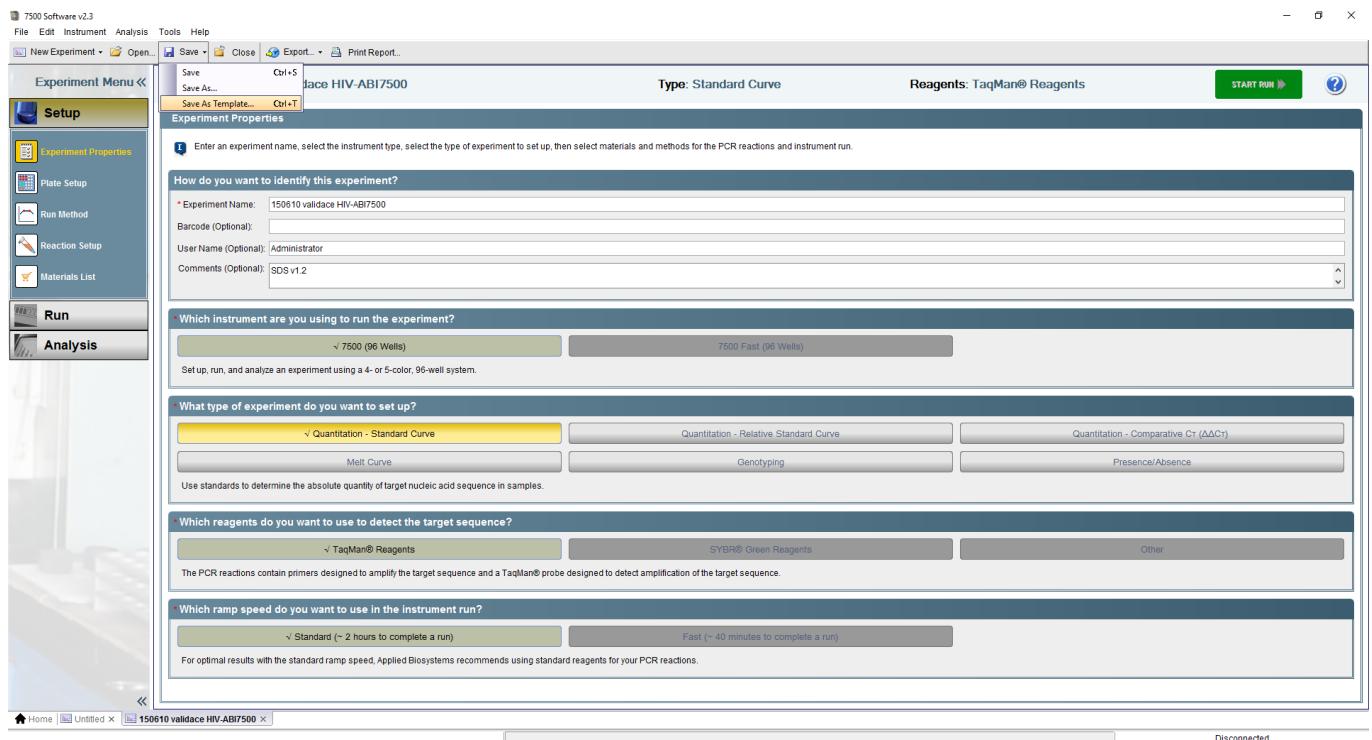 7500 Software v2.3
File Edit Instrument Analysis Tools Help
New Experiment Open... Save Close Export... Print Report...
Experiment Menu «
Save Ctrl+S
Save As...
Save As Template... Ctrl+T
dace HIV-ABI7500 Type: Standard Curve Reagents: TaqMan® Reagents START RUN ?
Setup
Experiment Properties
Plate Setup
Run Method
Reaction Setup
Materials List
Run
Analysis
Experiment Properties
Enter an experiment name, select the instrument type, select the type of experiment to set up, then select materials and methods for the PCR reactions and instrument run.
How do you want to identify this experiment?
* Experiment Name: 150610 validace HIV-ABI7500
Barcode (Optional):
User Name (Optional): Administrator
Comments (Optional): SDS v1.2
* Which instrument are you using to run the experiment?
√ 7500 (96 Wells) 7500 Fast (96 Wells)
Set up, run, and analyze an experiment using a 4- or 5-color, 96-well system.
* What type of experiment do you want to set up?
√ Quantitation - Standard Curve Quantitation - Relative Standard Curve Quantitation - Comparative CT (ΔΔCT)
Melt Curve Genotyping Presence/Absence
Use standards to determine the absolute quantity of target nucleic acid sequence in samples.
* Which reagents do you want to use to detect the target sequence?
√ TaqMan® Reagents SYBR® Green Reagents Other
The PCR reactions contain primers designed to amplify the target sequence and a TaqMan® probe designed to detect amplification of the target sequence.
* Which ramp speed do you want to use in the instrument run?
√ Standard (~ 2 hours to complete a run) Fast (~ 40 minutes to complete a run)
For optimal results with the standard ramp speed, Applied Biosystems recommends using standard reagents for your PCR reactions.
«
Home Untitled × 150610 validace HIV-ABI7500 ×
Disconnected